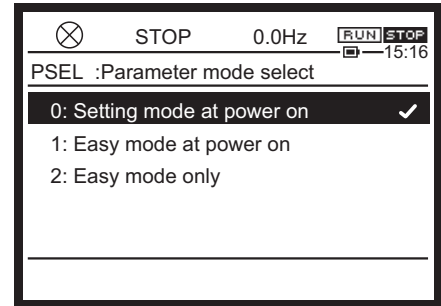 STOP 0.0Hz RUN STOP
15:16
PSEL :Parameter mode select
0: Setting mode at power on
1: Easy mode at power on
2: Easy mode only